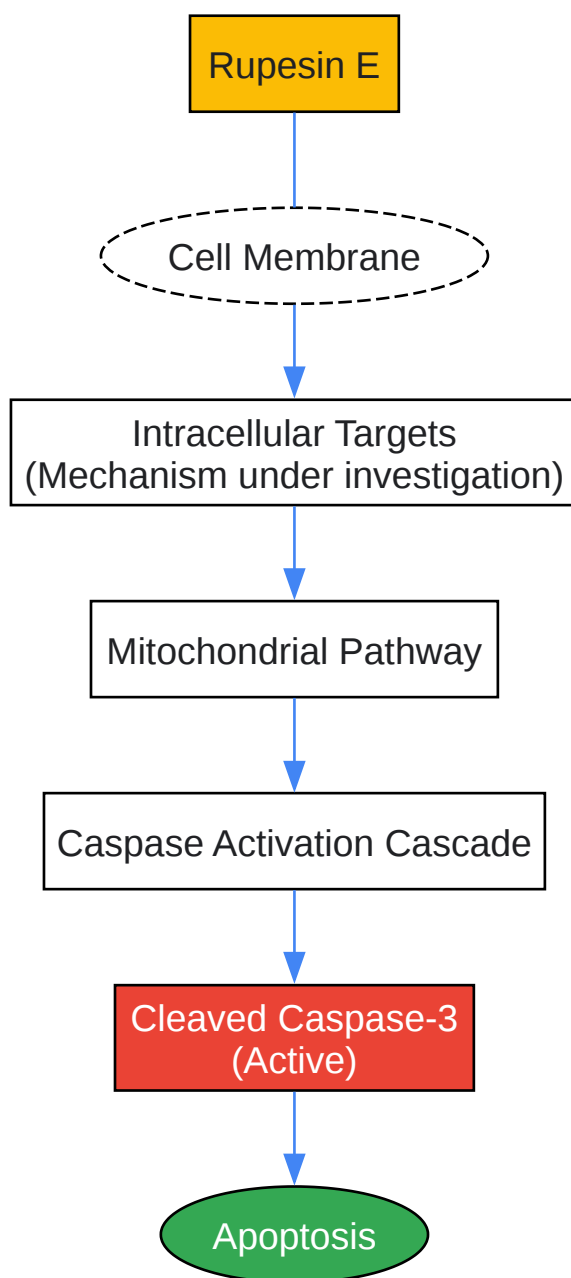 Rupesin E
Cell Membrane
Intracellular Targets
(Mechanism under investigation)
Mitochondrial Pathway
Caspase Activation Cascade
Cleaved Caspase-3
(Active)
Apoptosis